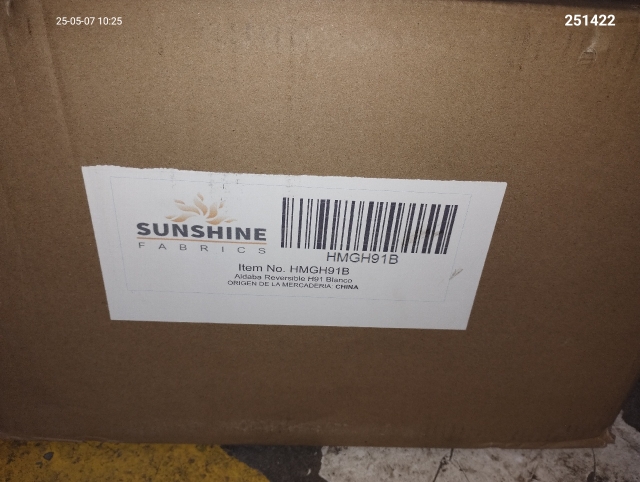 25-05-07 10:25
251422
SUNSHINE
FABRICS
HMGH91B
Item No. HMGH91B
Aldaba Reversible H91 Blanco
ORIGEN DE LA MERCADERIA: CHINA